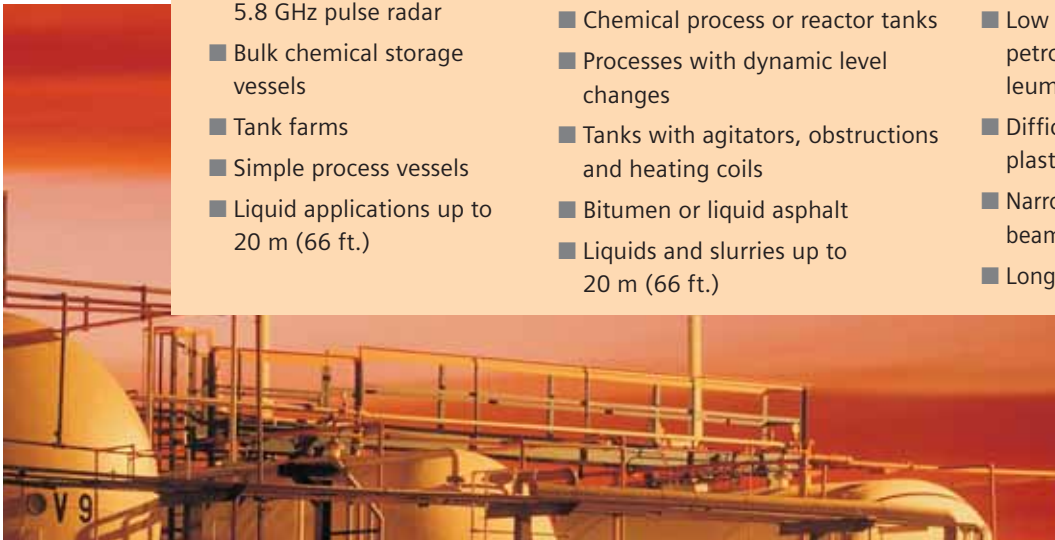 5.8 GHz pulse radar
■ Bulk chemical storage
vessels
■ Tank farms
■ Simple process vessels
■ Liquid applications up to
20 m (66 ft.)
■ Chemical process or reactor tanks
■ Processes with dynamic level
changes
■ Tanks with agitators, obstructions
and heating coils
■ Bitumen or liquid asphalt
■ Liquids and slurries up to
20 m (66 ft.)
■ Low
■ Long
V 9